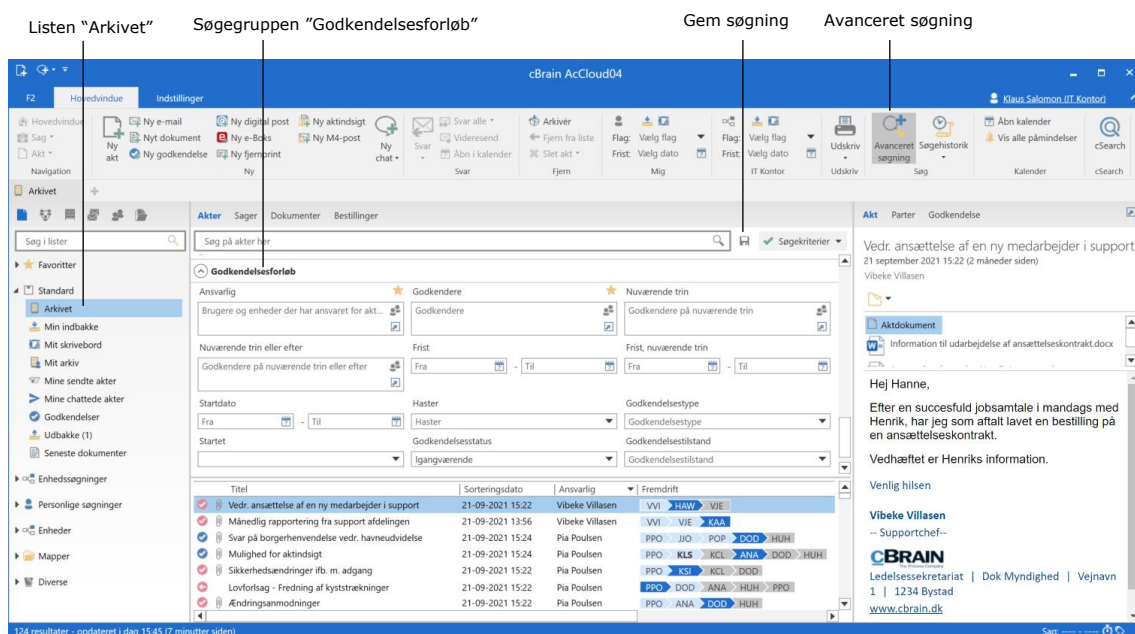 Listen “Arkivet”
Søgegruppen ”Godkendelsesforløb”
Gem søgning
Avanceret søgning
cBrain AcCloud04
F2 Hovedvindue Indstillinger
Klaus Salomon (IT Kontor)
Hovedvindue
Sag
Akt
Navigation
Ny akt
Ny e-mail
Nyt dokument
Ny godkendelse
Ny digital post
Ny e-Boks
Ny fjernprint
Ny aktindsigt
Ny M4-post
Ny chat
Ny
Svar
Svar alle
Videresend
Åbn i kalender
Svar
Arkivér
Fjern fra liste
Slet akt
Fjern
Flag: Vælg flag
Frist: Vælg dato
Mig
Flag: Vælg flag
Frist: Vælg dato
IT Kontor
Udskriv
Udskriv
Avanceret søgning
Søgehistorik
Søg
Åbn kalender
Vis alle påmindelser
Kalender
cSearch
cSearch
Arkivet
Søg i lister
Favoritter
Standard
Arkivet
Min indbakke
Mit skrivebord
Mit arkiv
Mine sendte akter
Mine chattede akter
Godkendelser
Udbakke (1)
Seneste dokumenter
Enhedssøgninger
Personlige søgninger
Enheder
Mapper
Diverse
Akter Sager Dokumenter Bestillinger
Søg på akter her
Søgekriterier
Godkendelsesforløb
Ansvarlig Godkendere Nuværende trin
Brugere og enheder der har ansvaret for akt... Godkendere Godkendere på nuværende trin
Nuværende trin eller efter Frist Frist, nuværende trin
Godkendere på nuværende trin eller efter Fra - Til Fra - Til
Startdato Haster Godkendelsestype
Fra - Til Haster Godkendelsestype
Startet Godkendelsesstatus Godkendelsestilstand
Igangværende Godkendelsestilstand
Titel Sorteringsdato Ansvarlig Fremdrift
Vedr. ansættelse af en ny medarbejder i support 21-09-2021 15:22 Vibeke Villasen VVI HAW VJE
Månedlig rapportering fra support afdelingen 21-09-2021 13:56 Vibeke Villasen VVI VJE KAA
Svar på borgerhenvendelse vedr. havneudvidelse 21-09-2021 15:24 Pia Poulsen PPO JJO POP DOD HUH
Mulighed for aktindsigt 21-09-2021 15:24 Pia Poulsen PPO KLS KCL ANA DOD HUH
Sikkerhedsændringer ifb. m. adgang 21-09-2021 15:22 Pia Poulsen PPO KSI KCL DOD
Lovforslag - Fredning af kyststrækninger 21-09-2021 15:22 Pia Poulsen PPO DOD ANA HUH PPO
Ændringsanmodninger 21-09-2021 15:22 Pia Poulsen PPO ANA DOD HUH
Akt Parter Godkendelse
Vedr. ansættelse af en ny medarbejder i support
21 september 2021 15:22 (2 måneder siden)
Vibeke Villasen
Aktdokument
Information til udarbejdelse af ansættelseskontrakt.docx
Hej Hanne,
Efter en succesfuld jobsamtale i mandags med
Henrik, har jeg som aftalt lavet en bestilling på
en ansættelseskontrakt.
Vedhæftet er Henriks information.
Venlig hilsen
Vibeke Villasen
-- Supportchef--
CBRAIN
The Process Company
Ledelsessekretariat | Dok Myndighed | Vejnavn
1 | 1234 Bystad
www.cbrain.dk
124 resultater - opdateret i dag 15:45 (7 minutter siden)
Sag: ---- - ----